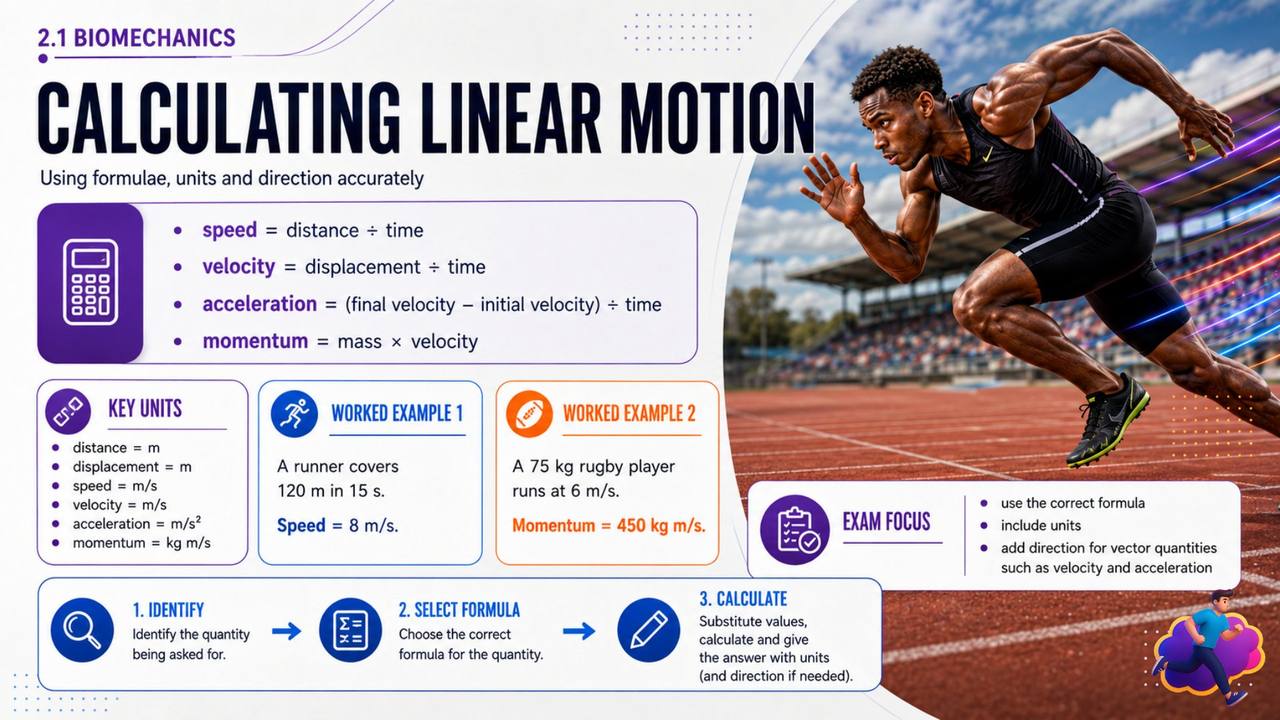 2.1 BIOMECHANICS
CALCULATING LINEAR MOTION
Using formulae, units and direction accurately
• speed = distance ÷ time
• velocity = displacement ÷ time
• acceleration = (final velocity – initial velocity) ÷ time
• momentum = mass × velocity
KEY UNITS
• distance = m
• displacement = m
• speed = m/s
• velocity = m/s
• acceleration = m/s²
• momentum = kg m/s
WORKED EXAMPLE 1
A runner covers
120 m in 15 s.
Speed = 8 m/s.
WORKED EXAMPLE 2
A 75 kg rugby player
runs at 6 m/s.
Momentum = 450 kg m/s.
EXAM FOCUS
• use the correct formula
• include units
• add direction for vector quantities
such as velocity and acceleration
1. IDENTIFY
Identify the quantity
being asked for.
2. SELECT FORMULA
Choose the correct
formula for the quantity.
3. CALCULATE
Substitute values,
calculate and give
the answer with units
(and direction if needed).